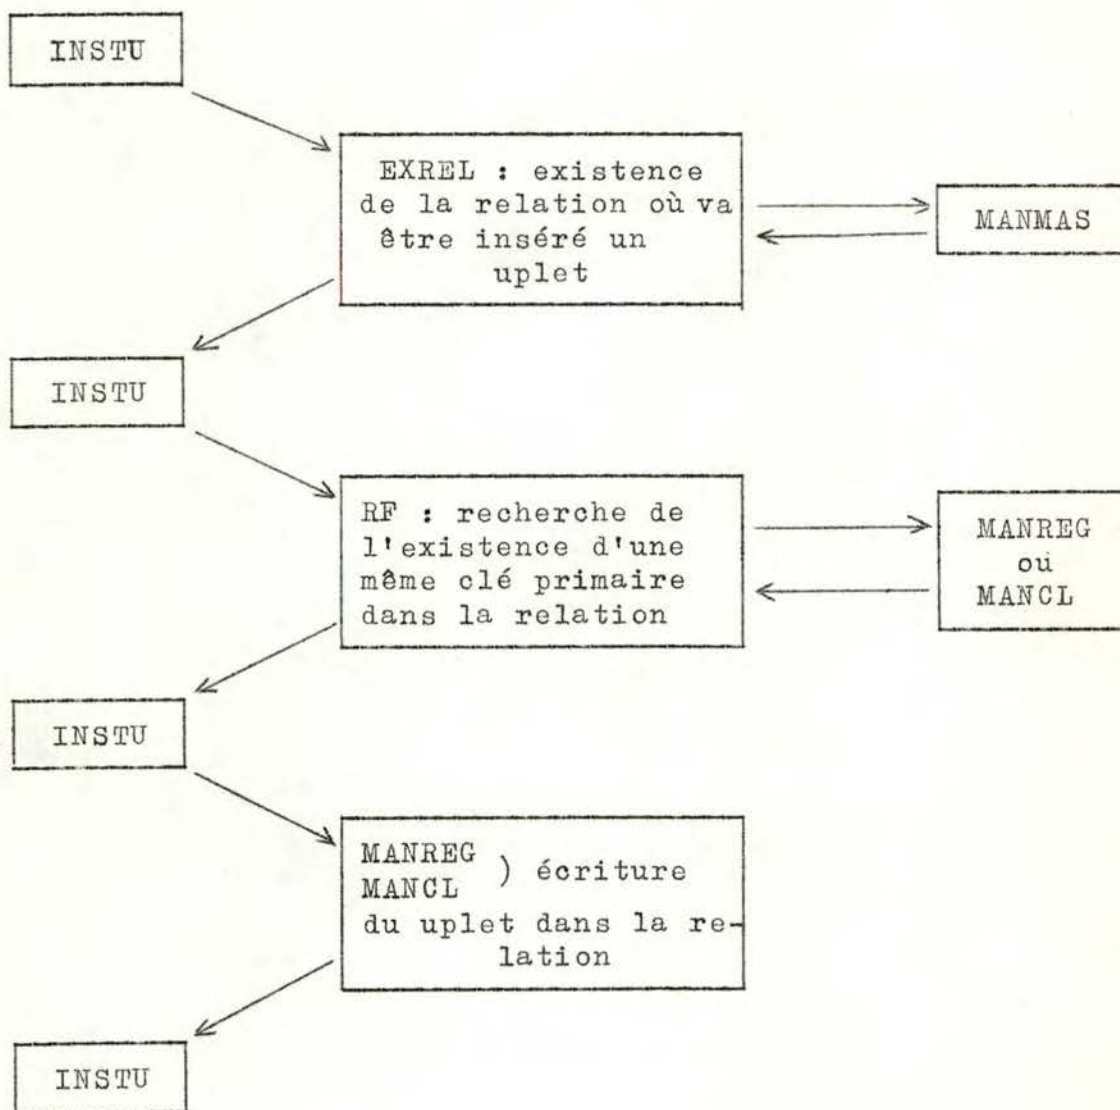 INSTU
EXREL : existence
de la relation où va
être inséré un
uplet
MANMAS
INSTU
RF : recherche de
l'existence d'une
même clé primaire
dans la relation
MANREG
ou
MANCL
INSTU
MANREG
MANCL ) écriture
du uplet dans la re-
lation
INSTU